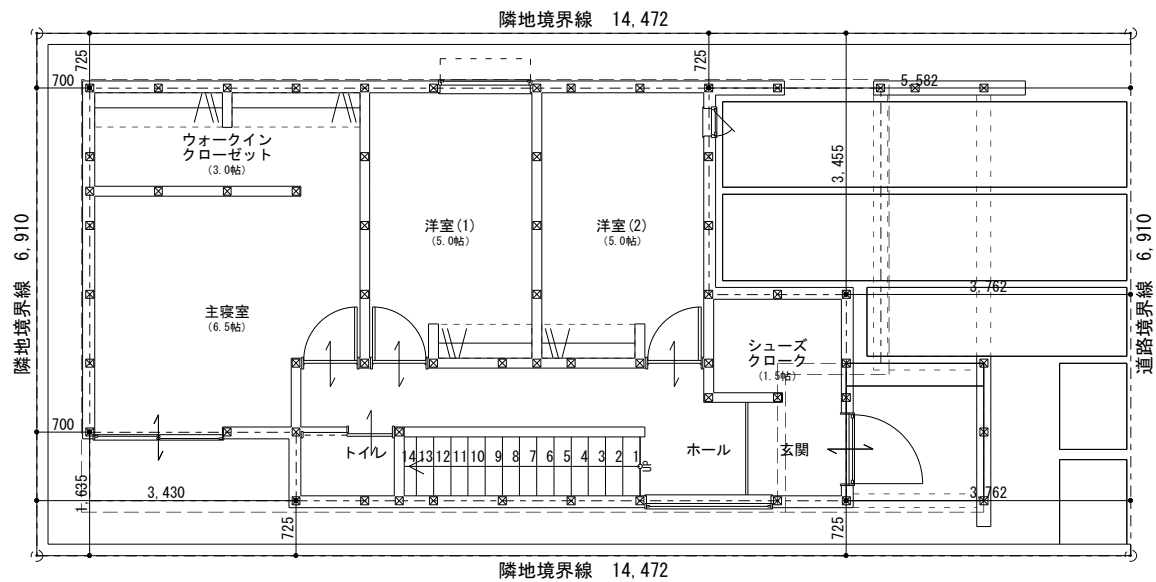 隣地境界線 14,472
725
725
700
5,582
ウォークイン
クローゼット
(3.0帖)
3,455
洋室(1)
(5.0帖)
洋室(2)
(5.0帖)
隣地境界線 6,910
道路境界線 6,910
3,762
主寝室
(6.5帖)
シューズ
クローク
(1.5帖)
700
トイレ
14 13 12 11 10 9 8 7 6 5 4 3 2 1
UP
ホール
玄関
1,635
3,430
3,762
725
725
隣地境界線 14,472